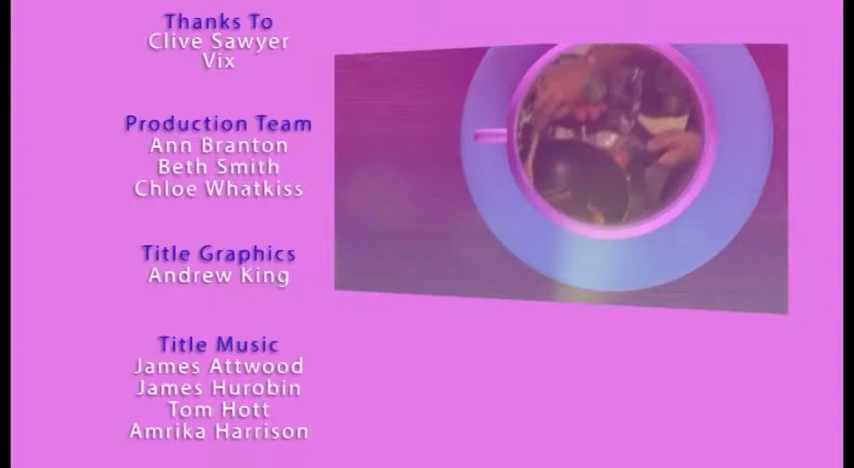 Thanks To
Clive Sawyer
Vix
Production Team
Ann Branton
Beth Smith
Chloe Whatkiss
Title Graphics
Andrew King
Title Music
James Attwood
James Hurobin
Tom Hott
Amrika Harrison